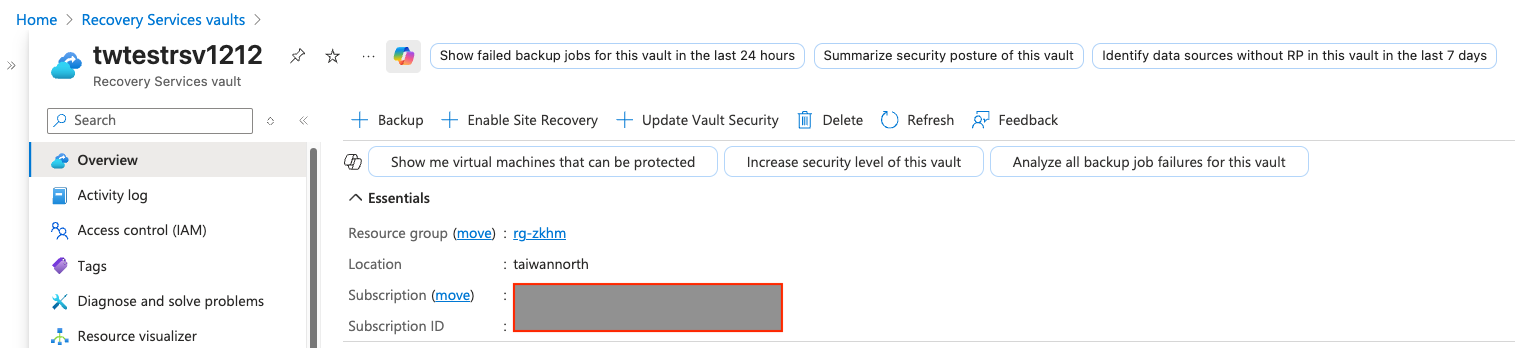 Home > Recovery Services vaults >
twtestrsv1212
Recovery Services vault
Show failed backup jobs for this vault in the last 24 hours
Summarize security posture of this vault
Identify data sources without RP in this vault in the last 7 days
Search
Backup Enable Site Recovery Update Vault Security Delete Refresh Feedback
Show me virtual machines that can be protected
Increase security level of this vault
Analyze all backup job failures for this vault
Overview
Activity log
Access control (IAM)
Tags
Diagnose and solve problems
Resource visualizer
Essentials
Resource group (move) : rg-zkhm
Location : taiwannorth
Subscription (move) :
Subscription ID :